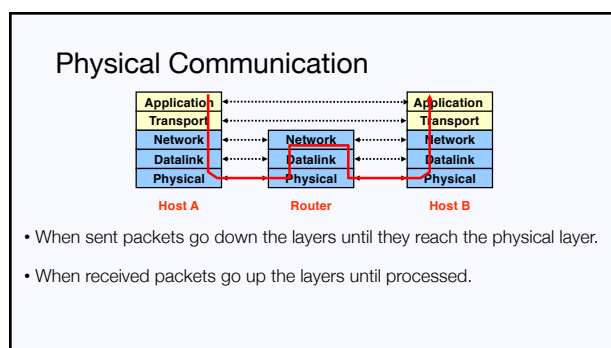 Physical Communication
Application Application
Transport Transport
Network Network Network
Datalink Datalink Datalink
Physical Physical Physical
Host A Router Host B
• When sent packets go down the layers until they reach the physical layer.
• When received packets go up the layers until processed.